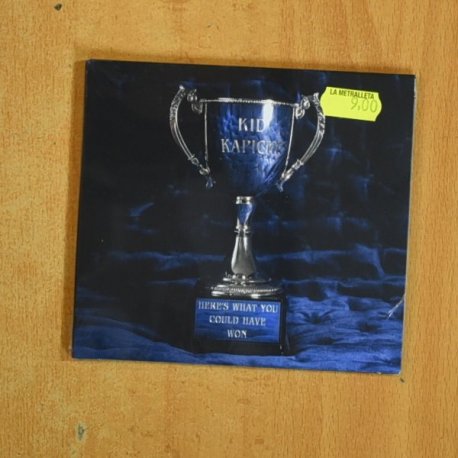 LA METRALLETA
9,00
KID
KAPICHI
HERE'S WHAT YOU
COULD HAVE
WON